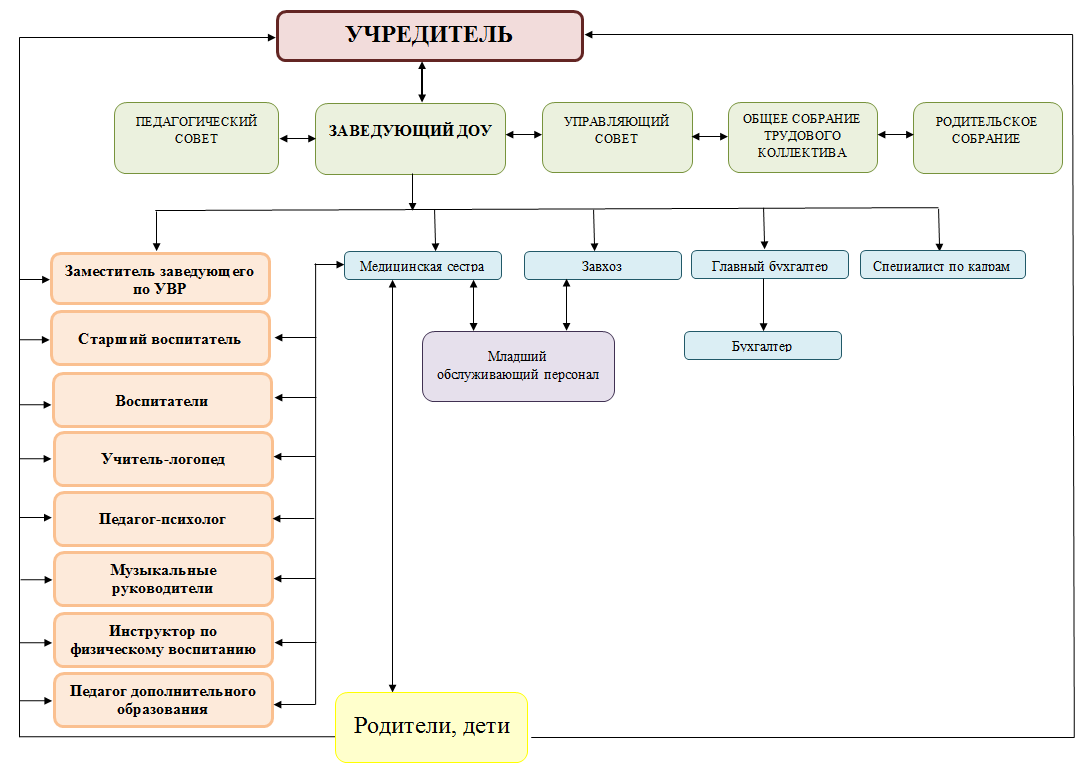 УЧРЕДИТЕЛЬ
ПЕДАГОГИЧЕСКИЙ
СОВЕТ
ЗАВЕДУЮЩИЙ ДОУ
УПРАВЛЯЮЩИЙ
СОВЕТ
ОБЩЕЕ СОБРАНИЕ
ТРУДОВОГО
КОЛЛЕКТИВА
РОДИТЕЛЬСКОЕ
СОБРАНИЕ
Заместитель заведующего
по УВР
Медицинская сестра
Завхоз
Главный бухгалтер
Специалист по кадрам
Старший воспитатель
Младший
обслуживающий персонал
Бухгалтер
Воспитатели
Учитель-логопед
Педагог-психолог
Музыкальные
руководители
Инструктор по
физическому воспитанию
Педагог дополнительного
образования
Родители, дети